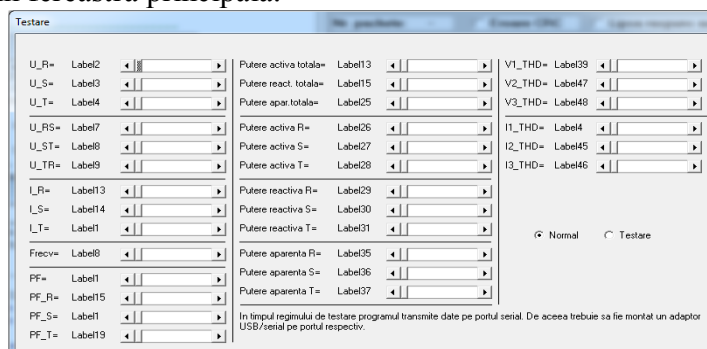 Testare
U_R= Label2
U_S= Label3
U_T= Label4
U_RS= Label7
U_ST= Label8
U_TR= Label9
I_R= Label13
I_S= Label14
I_T= Label1
Frecv= Label8
PF= Label1
PF_R= Label15
PF_S= Label1
PF_T= Label19
Putere activa totala= Label13
Putere react. totala= Label15
Putere apar.totala= Label25
Putere activa R= Label26
Putere activa S= Label27
Putere activa T= Label28
Putere reactiva R= Label29
Putere reactiva S= Label30
Putere reactiva T= Label31
Putere aparenta R= Label35
Putere aparenta S= Label36
Putere aparenta T= Label37
V1_THD= Label39
V2_THD= Label47
V3_THD= Label48
I1_THD= Label4
I2_THD= Label45
I3_THD= Label46
Normal Testare
In timpul regimului de testare programul transmite date pe portul serial. De aceea trebuie sa fie montat un adaptor
USB/serial pe portul respectiv.